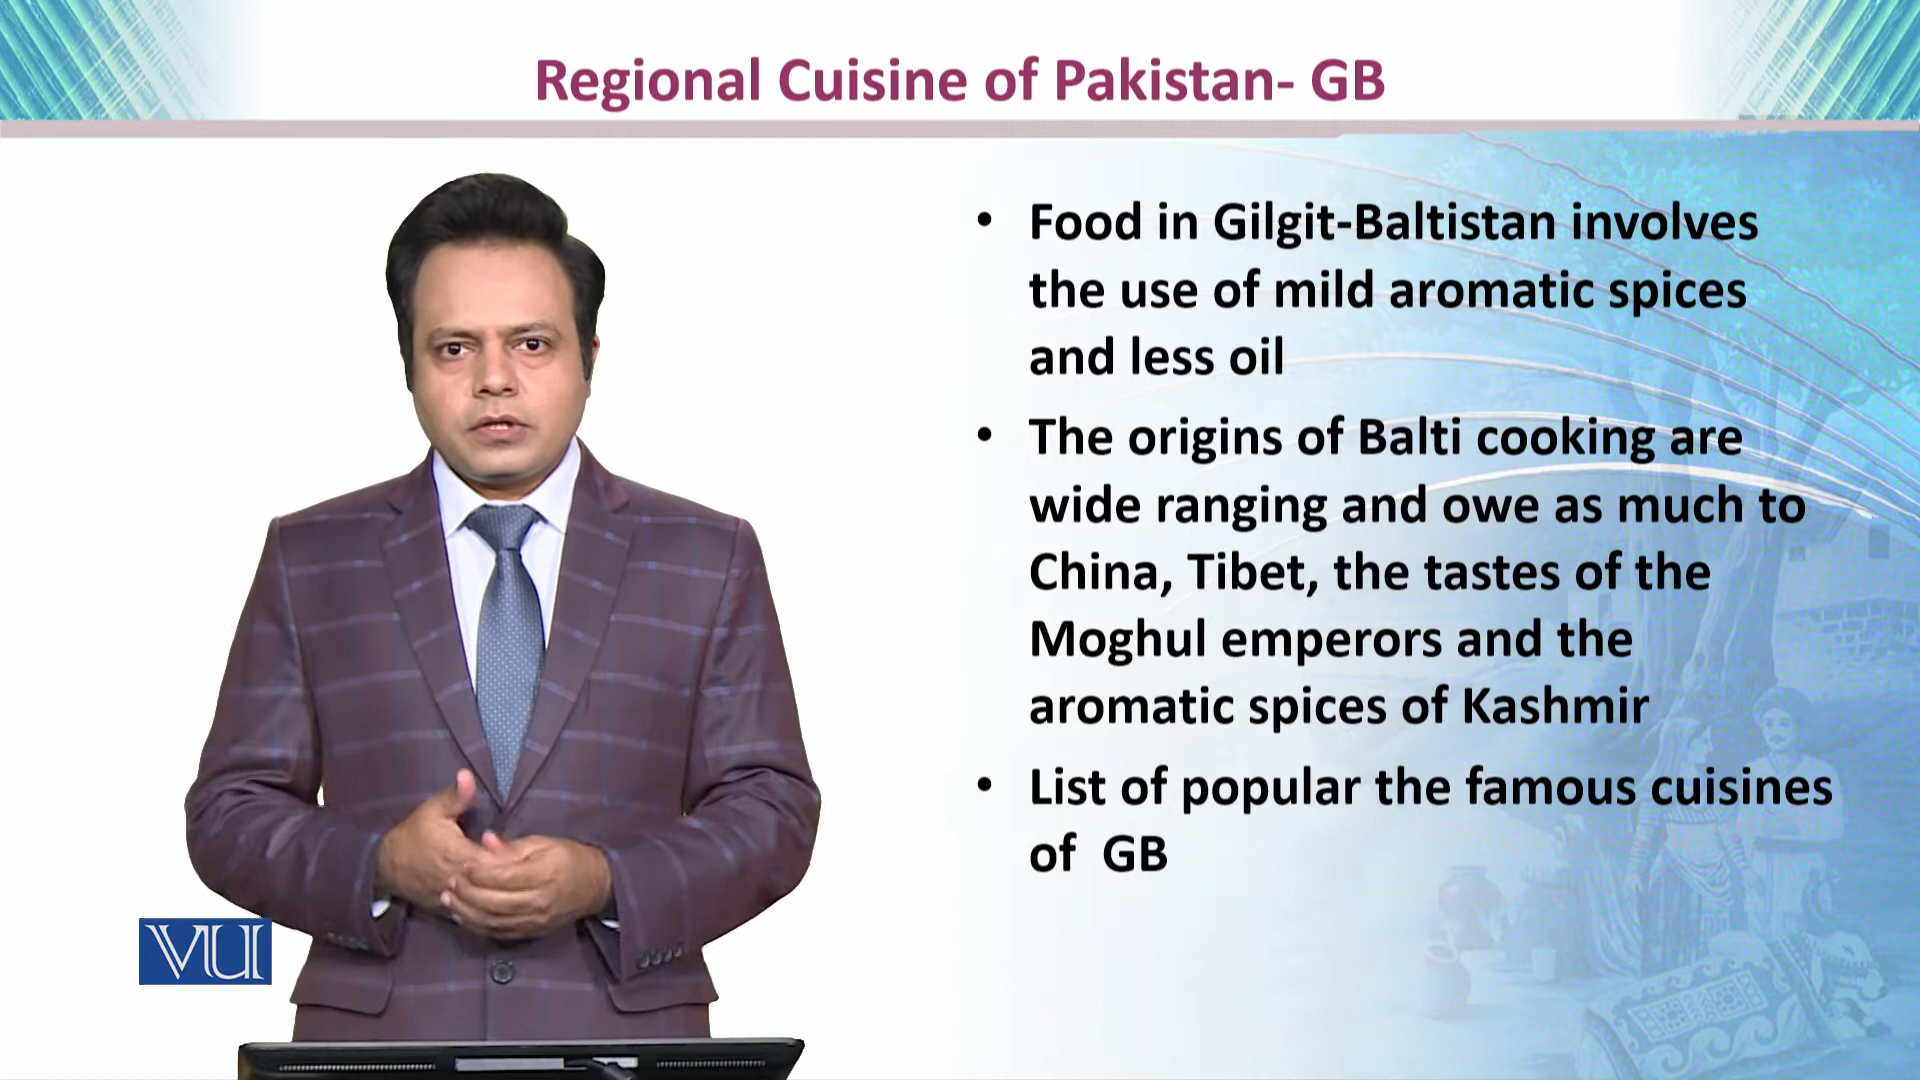 Regional Cuisine of Pakistan- GB
• Food in Gilgit-Baltistan involves
the use of mild aromatic spices
and less oil
• The origins of Balti cooking are
wide ranging and owe as much to
China, Tibet, the tastes of the
Moghul emperors and the
aromatic spices of Kashmir
• List of popular the famous cuisines
of GB
VU